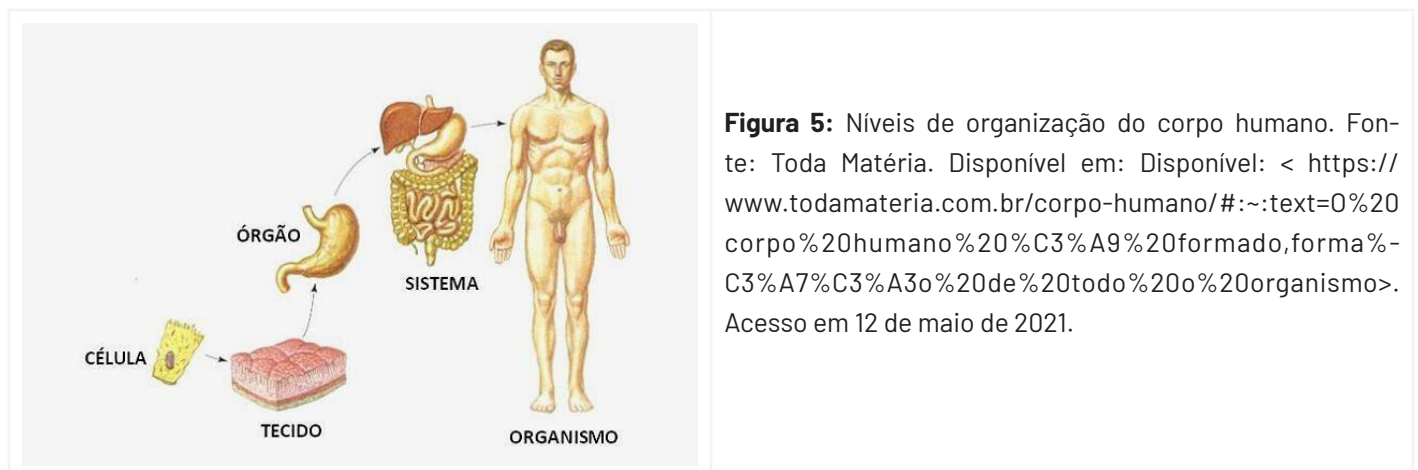 ÓRGÃO
SISTEMA
CÉLULA
TECIDO
ORGANISMO
Figura 5: Níveis de organização do corpo humano. Fon-
te: Toda Matéria. Disponível em: Disponível: < https://
www.todamateria.com.br/corpo-humano/#:~:text=O%20
corpo%20humano%20%C3%A9%20formado,forma%-
C3%A7%C3%A3o%20de%20todo%20o%20organismo>.
Acesso em 12 de maio de 2021.